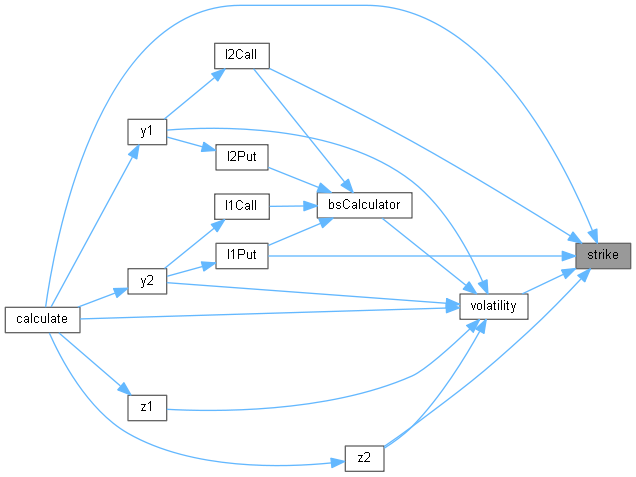 I2Call
y1
I2Put
bsCalculator
I1Call
I1Put
strike
y2
volatility
calculate
z1
z2